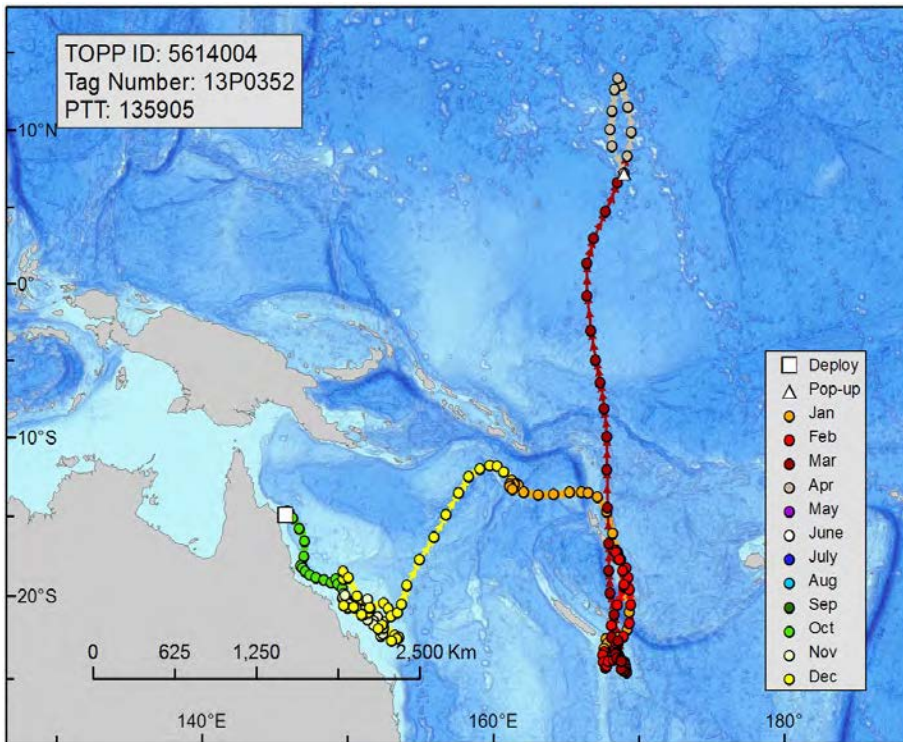 TOPP ID: 5614004
Tag Number: 13P0352
PTT: 135905
10°N
0°
10°S
20°S
Deploy
Pop-up
Jan
Feb
Mar
Apr
May
June
July
Aug
Sep
Oct
Nov
Dec
0 625 1,250 2,500 Km
140°E 160°E 180°